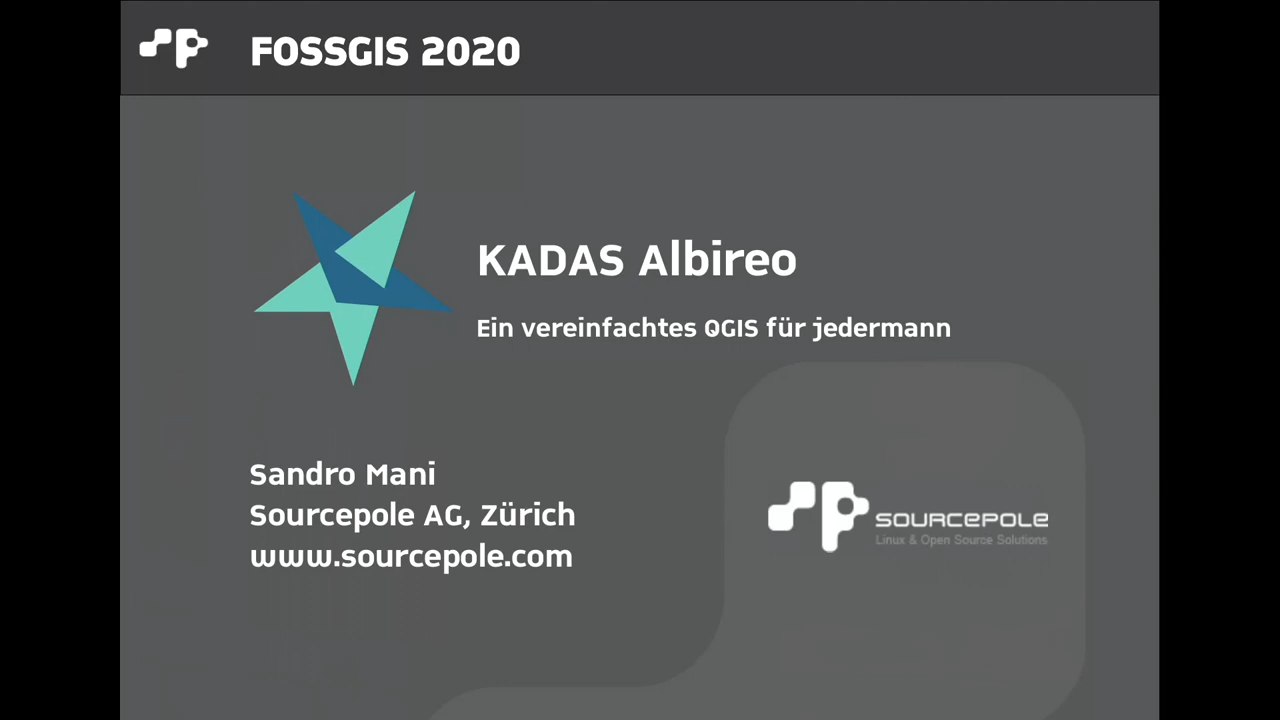 FOSSGIS 2020
KADAS Albireo
Ein vereinfachtes QGIS für jedermann
Sandro Mani
Sourcepole AG, Zürich
www.sourcepole.com
SOURCEPOLE
Linux & Open Source Solutions